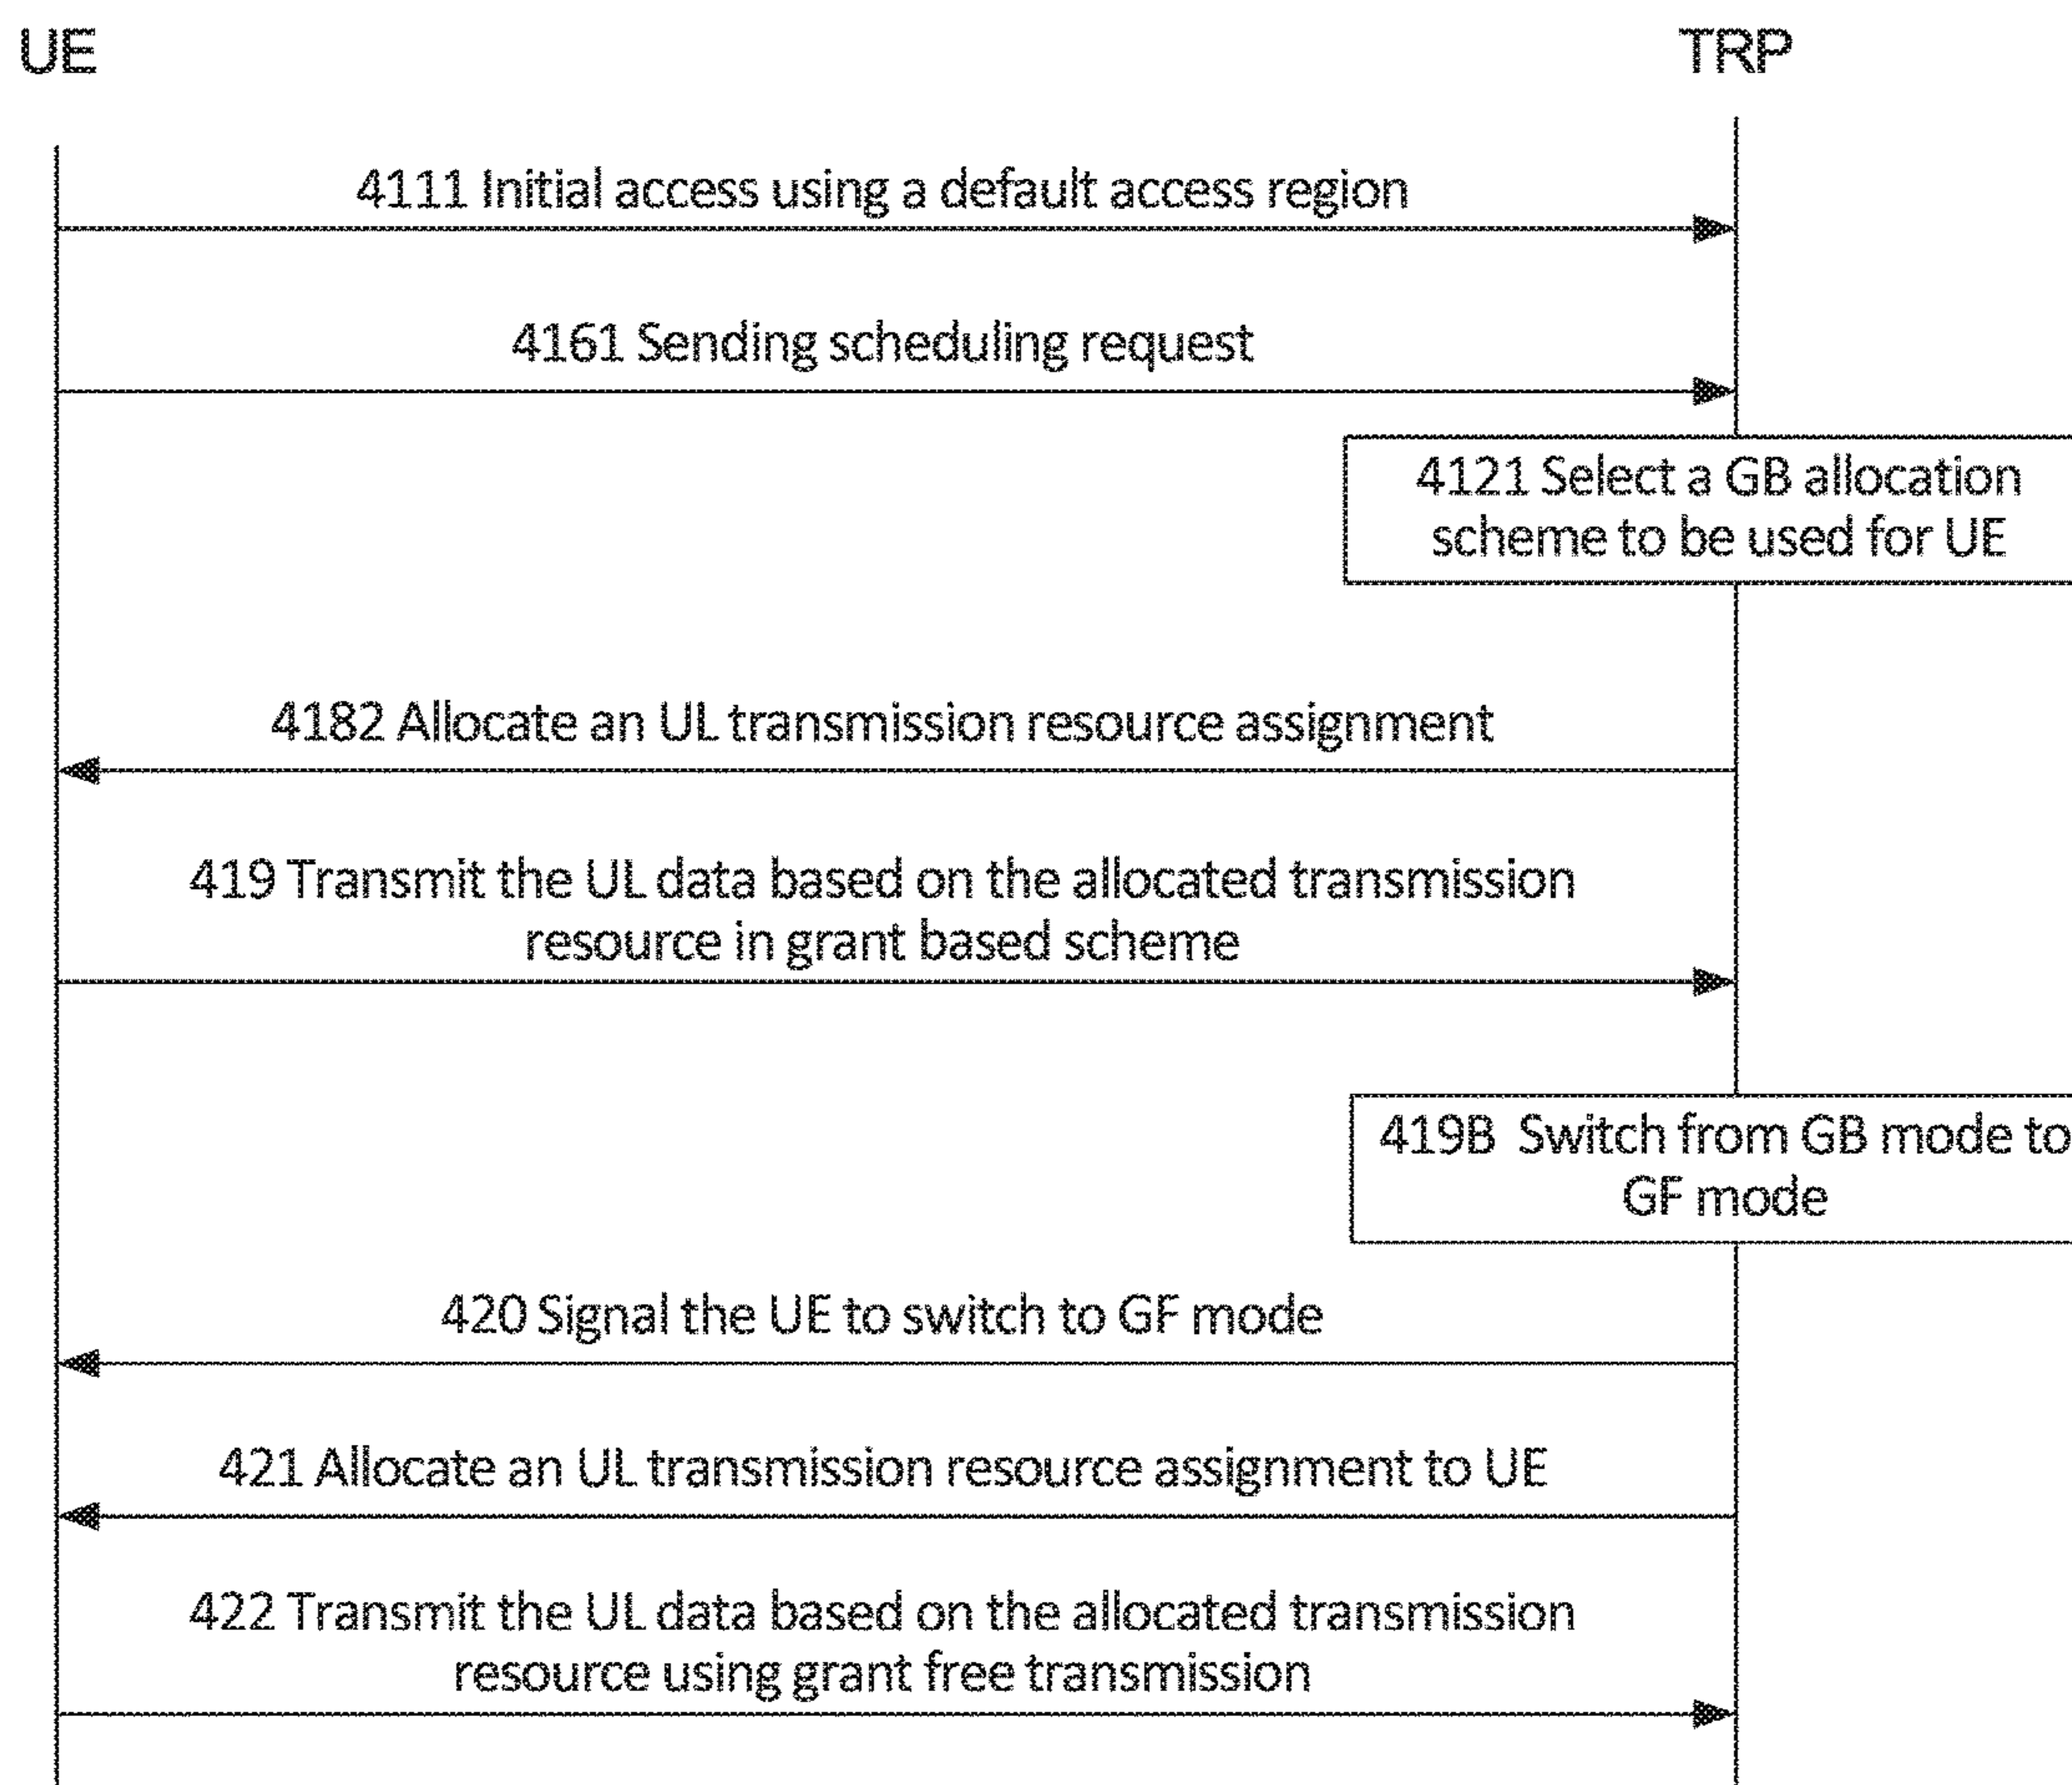 UE
TRP
4111 Initial access using a default access region
4161 Sending scheduling request
4121 Select a GB allocation
scheme to be used for UE
4182 Allocate an UL transmission resource assignment
419 Transmit the UL data based on the allocated transmission
resource in grant based scheme
419B Switch from GB mode to
GF mode
420 Signal the UE to switch to GF mode
421 Allocate an UL transmission resource assignment to UE
422 Transmit the UL data based on the allocated transmission
resource using grant free transmission